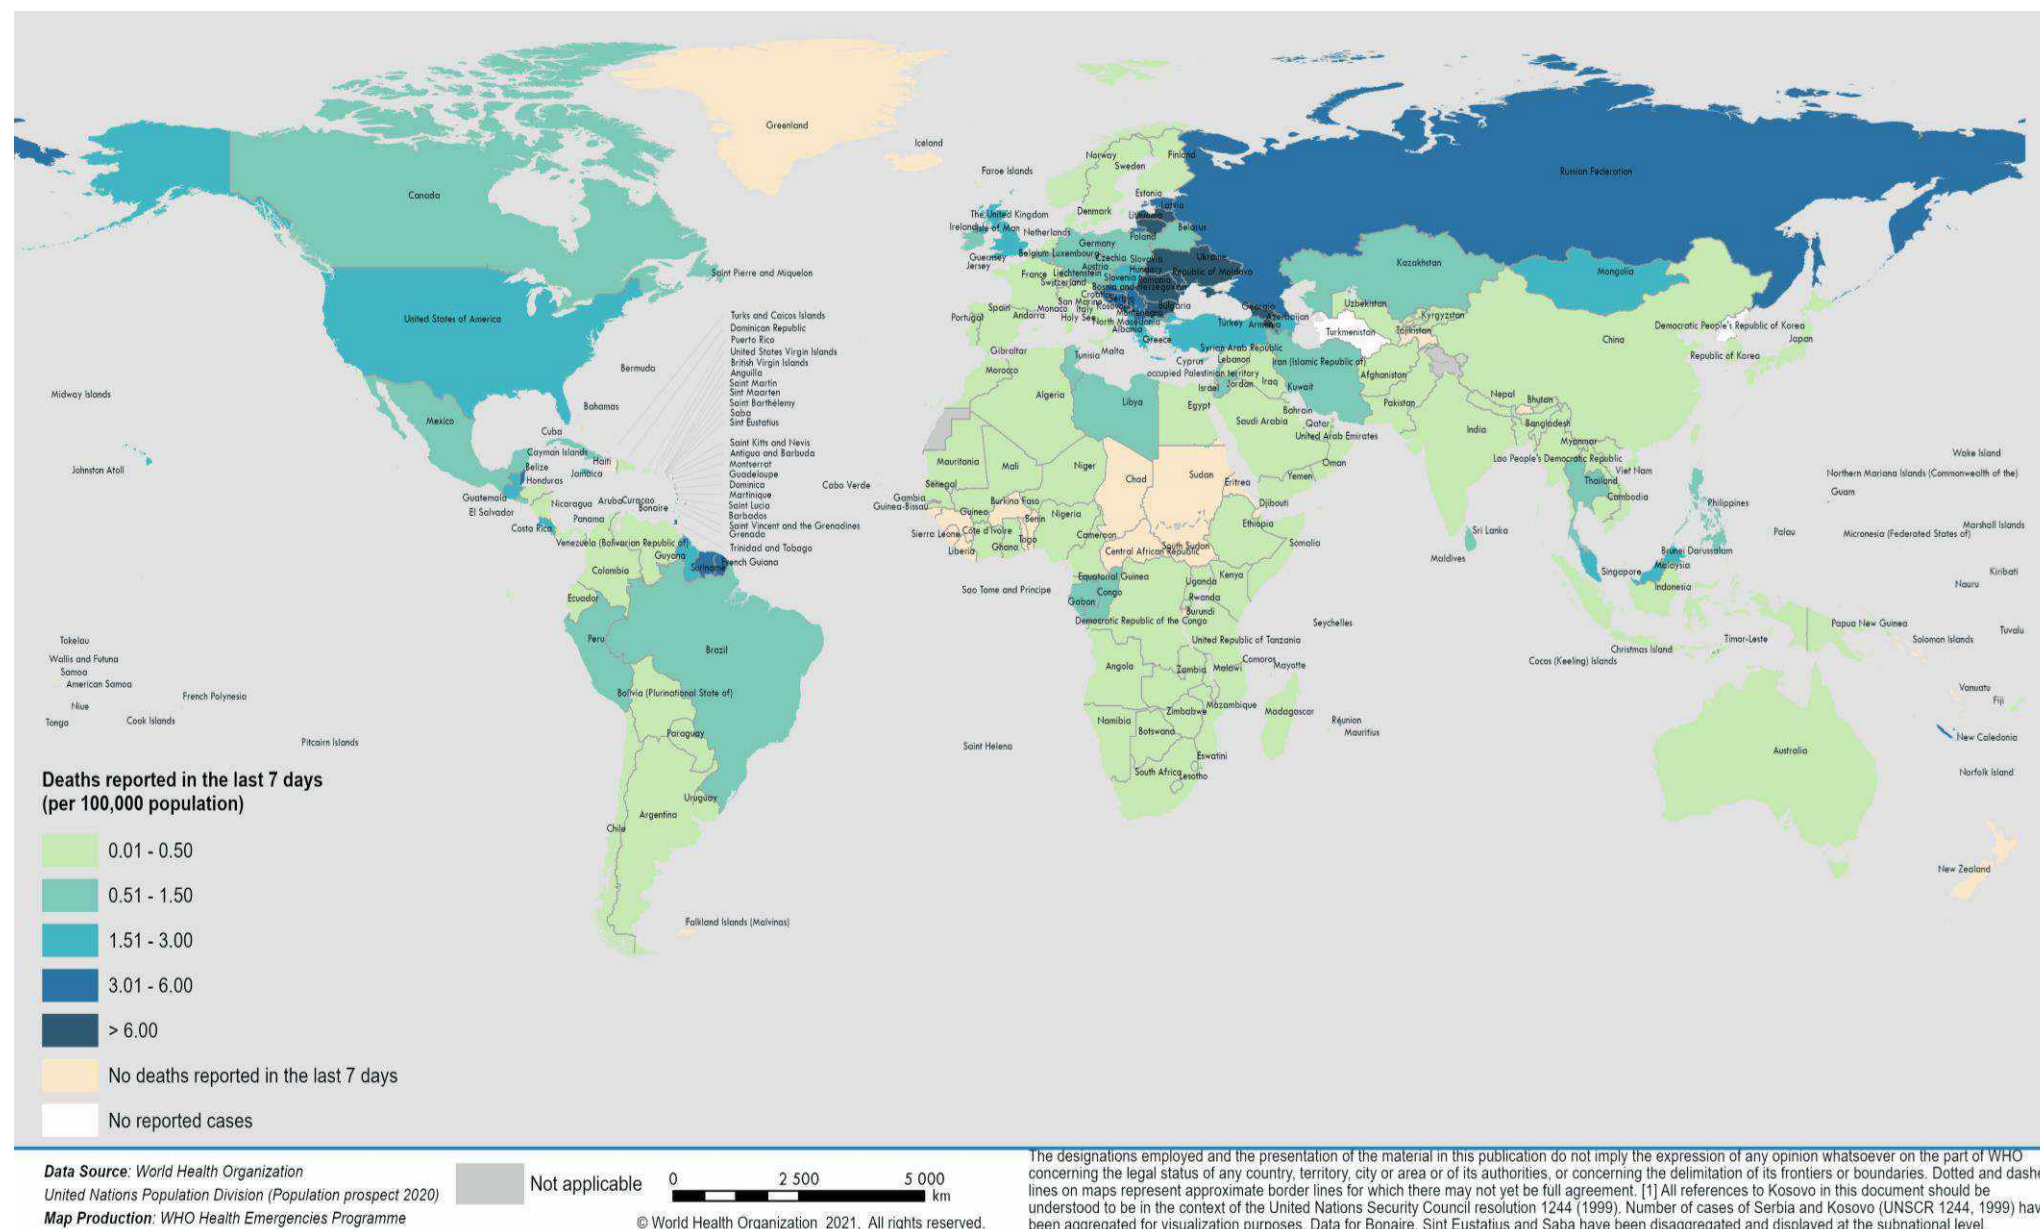 Greenland
Iceland
Faroe Islands
Norway
Sweden
Finland
Russian Federation
Canada
Estonia
Latvia
Lithuania
Denmark
The United Kingdom
Ireland
Isle of Man
Netherlands
Belarus
Poland
Germany
Guernsey
Jersey
Belgium
Luxembourg
Czechia
Slovakia
Ukraine
Austria
Hungary
Republic of Moldova
Kazakhstan
Mongolia
Saint Pierre and Miquelon
France
Liechtenstein
Switzerland
Slovenia
Romania
Bosnia and Herzegovina
Serbia
San Marino
Kosovo
Bulgaria
Spain
Andorra
Monaco
Italy
Montenegro
Portugal
Holy See
North Macedonia
Albania
Georgia
Azerbaijan
Turkey
Greece
Uzbekistan
Kyrgyzstan
Turkmenistan
Tajikistan
China
Democratic People's Republic of Korea
Japan
Republic of Korea
United States of America
Turks and Caicos Islands
Dominican Republic
Puerto Rico
United States Virgin Islands
British Virgin Islands
Anguilla
Saint Martin
Sint Maarten
Saint Barthélemy
Saba
Sint Eustatius
Saint Kitts and Nevis
Antigua and Barbuda
Montserrat
Guadeloupe
Dominica
Martinique
Saint Lucia
Barbados
Saint Vincent and the Grenadines
Grenada
Trinidad and Tobago
French Guiana
Bermuda
Bahamas
Midway Islands
Johnston Atoll
Mexico
Cuba
Cayman Islands
Haiti
Belize
Jamaica
Honduras
Guatemala
El Salvador
Nicaragua
Aruba
Curaçao
Bonaire
Costa Rica
Panama
Venezuela (Bolivarian Republic of)
Guyana
Suriname
Colombia
Ecuador
Peru
Brazil
Bolivia (Plurinational State of)
Paraguay
Uruguay
Argentina
Chile
Falkland Islands (Malvinas)
Gibraltar
Tunisia
Malta
Cyprus
Syrian Arab Republic
Lebanon
Iran (Islamic Republic of)
occupied Palestinian territory
Israel
Jordan
Iraq
Kuwait
Afghanistan
Pakistan
Nepal
Bhutan
India
Bangladesh
Myanmar
Lao People's Democratic Republic
Viet Nam
Thailand
Cambodia
Philippines
Morocco
Algeria
Libya
Egypt
Saudi Arabia
Bahrain
Qatar
United Arab Emirates
Oman
Yemen
Mauritania
Mali
Niger
Chad
Sudan
Eritrea
Djibouti
Cabo Verde
Senegal
Gambia
Guinea-Bissau
Guinea
Burkina Faso
Benin
Nigeria
Sierra Leone
Côte d'Ivoire
Togo
Ghana
Liberia
Cameroon
Central African Republic
South Sudan
Ethiopia
Somalia
Sri Lanka
Maldives
Equatorial Guinea
Sao Tome and Principe
Gabon
Congo
Uganda
Kenya
Rwanda
Burundi
Democratic Republic of the Congo
United Republic of Tanzania
Seychelles
Angola
Zambia
Malawi
Comoros
Mayotte
Mozambique
Zimbabwe
Madagascar
Namibia
Botswana
Réunion
Mauritius
Eswatini
South Africa
Lesotho
Saint Helena
Brunei Darussalam
Malaysia
Singapore
Indonesia
Wake Island
Northern Mariana Islands (Commonwealth of the)
Guam
Palau
Marshall Islands
Micronesia (Federated States of)
Kiribati
Nauru
Papua New Guinea
Solomon Islands
Tuvalu
Timor-Leste
Christmas Island
Cocos (Keeling) Islands
Vanuatu
Fiji
New Caledonia
Australia
Norfolk Island
New Zealand
Tokelau
Wallis and Futuna
Samoa
American Samoa
French Polynesia
Niue
Tonga
Cook Islands
Pitcairn Islands
Deaths reported in the last 7 days
(per 100,000 population)
0.01 - 0.50
0.51 - 1.50
1.51 - 3.00
3.01 - 6.00
> 6.00
No deaths reported in the last 7 days
No reported cases
Data Source: World Health Organization
United Nations Population Division (Population prospect 2020)
Map Production: WHO Health Emergencies Programme
Not applicable
0 2 500 5 000
km
© World Health Organization 2021, All rights reserved.
The designations employed and the presentation of the material in this publication do not imply the expression of any opinion whatsoever on the part of WHO
concerning the legal status of any country, territory, city or area or of its authorities, or concerning the delimitation of its frontiers or boundaries. Dotted and dashe
lines on maps represent approximate border lines for which there may not yet be full agreement. [1] All references to Kosovo in this document should be
understood to be in the context of the United Nations Security Council resolution 1244 (1999). Number of cases of Serbia and Kosovo (UNSCR 1244, 1999) hav
been aggregated for visualization purposes. Data for Bonaire, Sint Eustatius and Saba have been disaggregated and displayed at the subnational level.